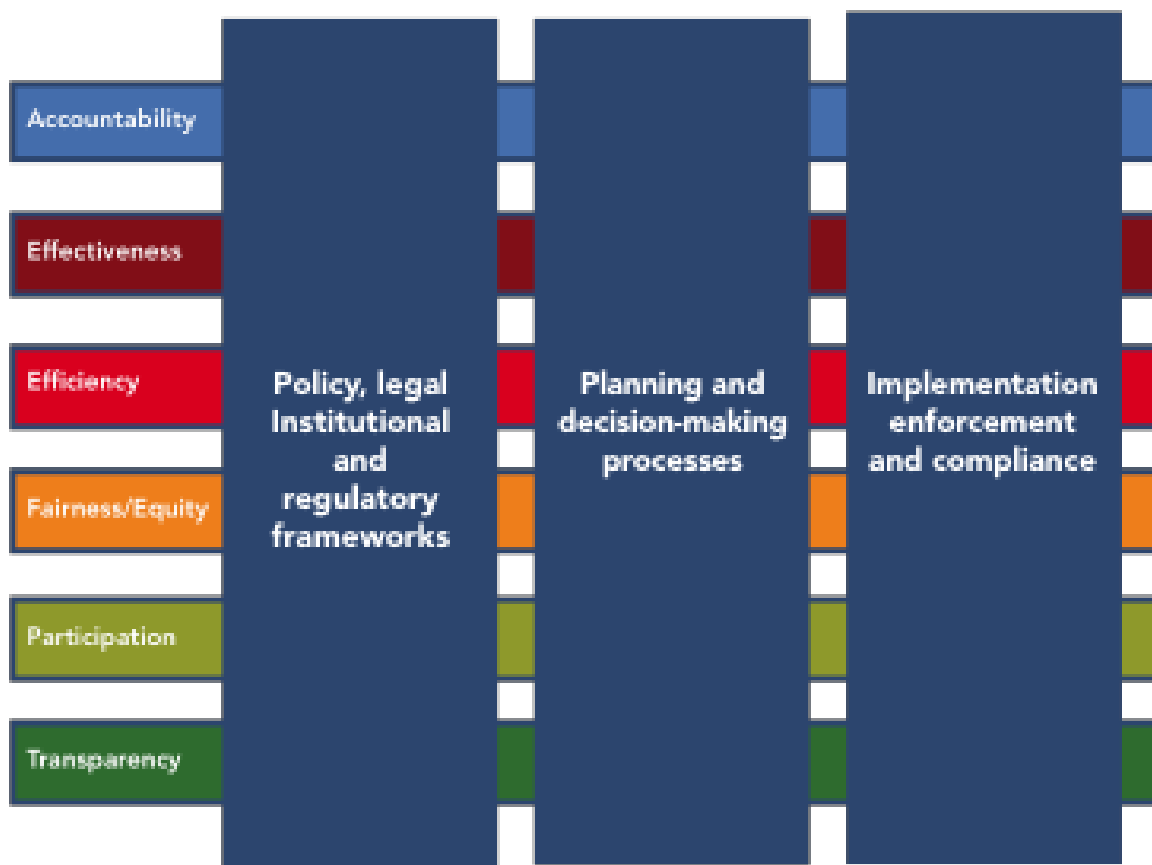 Accountability
Effectiveness
Efficiency
Fairness/Equity
Participation
Transparency
Policy, legal
Institutional
and
regulatory
frameworks
Planning and
decision-making
processes
Implementation
enforcement
and compliance